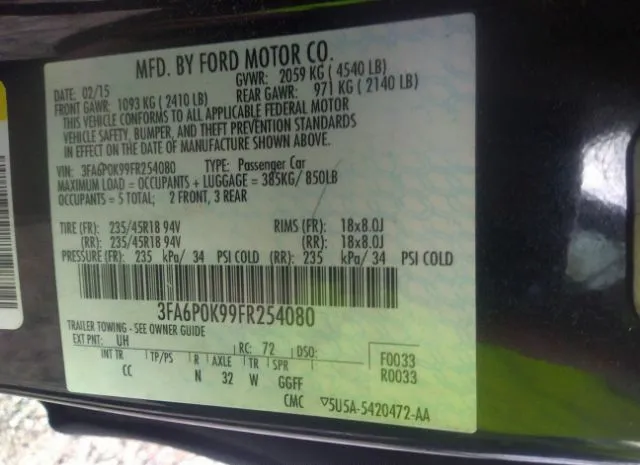 MFD. BY FORD MOTOR CO.
DATE: 02/15 GVWR: 2059 KG ( 4540 LB)
FRONT GAWR: 1093 KG ( 2410 LB) REAR GAWR: 971 KG ( 2140 LB)
THIS VEHICLE CONFORMS TO ALL APPLICABLE FEDERAL MOTOR
VEHICLE SAFETY, BUMPER, AND THEFT PREVENTION STANDARDS
IN EFFECT ON THE DATE OF MANUFACTURE SHOWN ABOVE.
VIN: 3FA6P0K99FR254080 TYPE: Passenger Car
MAXIMUM LOAD = OCCUPANTS + LUGGAGE = 385KG/ 850LB
OCCUPANTS = 5 TOTAL; 2 FRONT, 3 REAR
TIRE (FR): 235/45R18 94V RIMS (FR): 18x8.0J
(RR): 235/45R18 94V (RR): 18x8.0J
PRESSURE (FR): 235 kPa/ 34 PSI COLD (RR): 235 kPa/ 34 PSI COLD
3FA6P0K99FR254080
TRAILER TOWING - SEE OWNER GUIDE
EXT PNT: UH RC: 72 DSO: F0033
INT TR TP/PS R AXLE TR SPR R0033
CC N 32 W GGFF
CMC ▽5U5A-5420472-AA